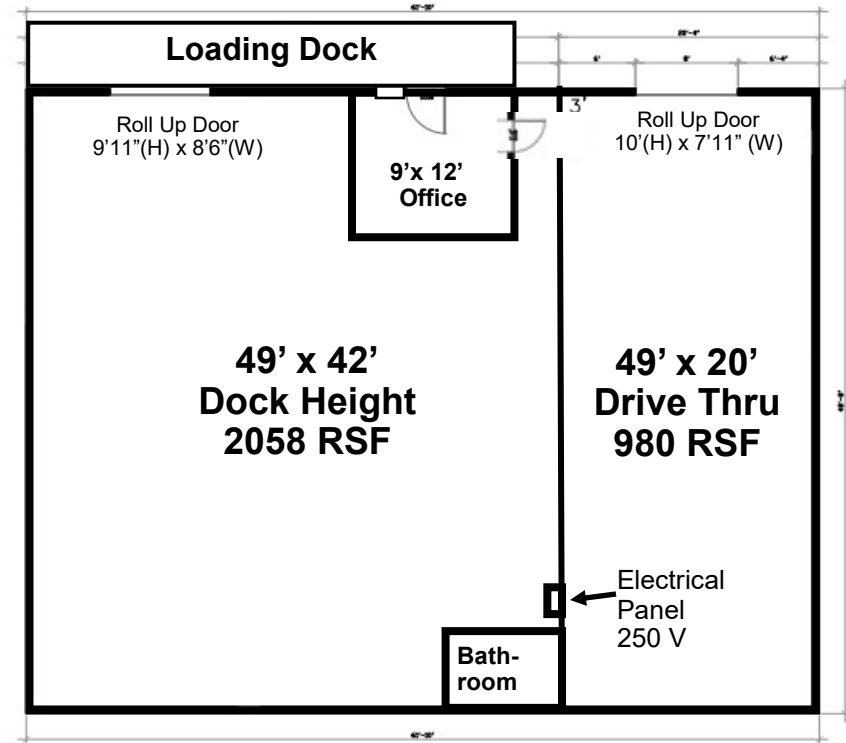 Loading Dock
Roll Up Door
9’11”(H) x 8’6”(W)
9’x 12’
Office
3’
Roll Up Door
10’(H) x 7’11” (W)
49’ x 42’
Dock Height
2058 RSF
49’ x 20’
Drive Thru
980 RSF
Electrical
Panel
250 V
Bath-
room